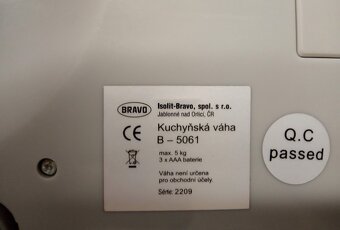 BRAVO
Isolit-Bravo, spol. s r.o.
Jablonné nad Orlicí, ČR
CE
Kuchyňská váha
B – 5061
max. 5 kg
3 x AAA baterie
Váha není určena
pro obchodní účely.
Série: 2209
Q.C
passed